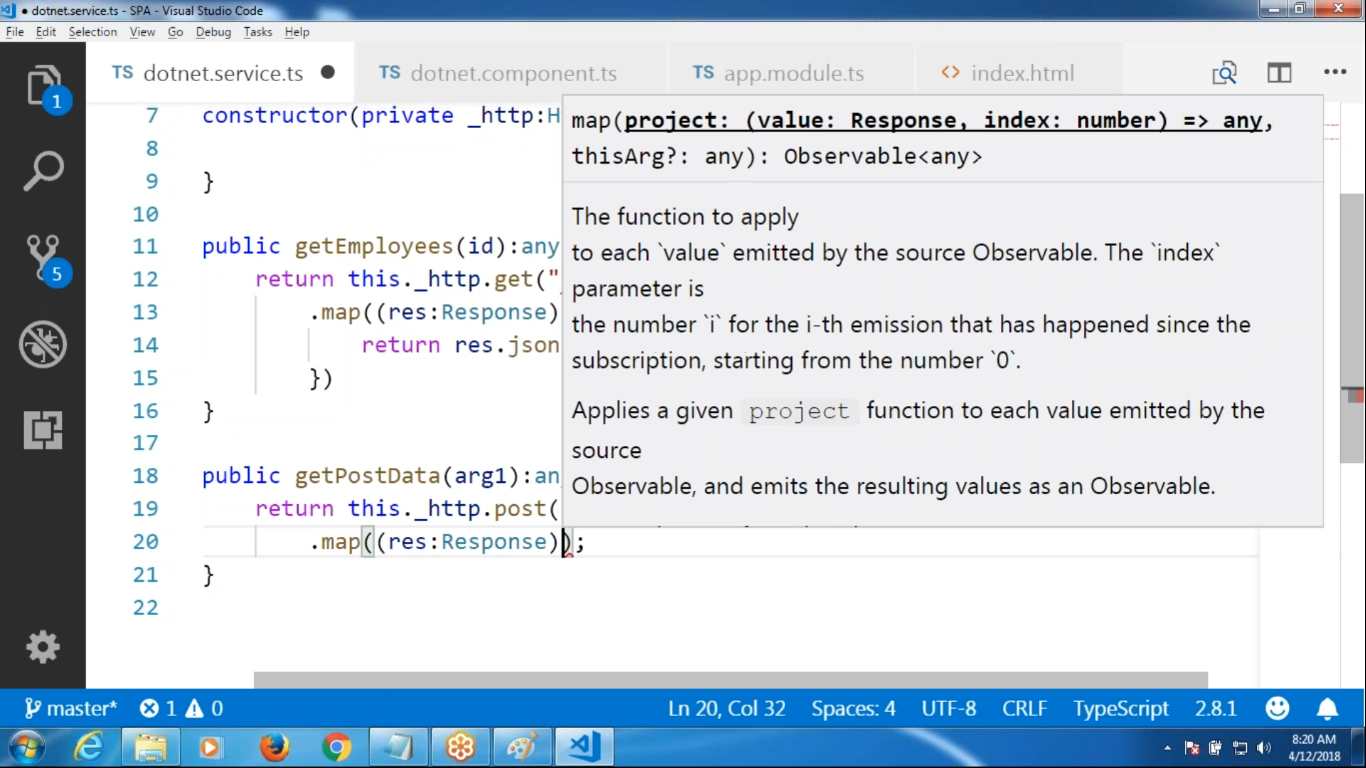 ● dotnet.service.ts - SPA - Visual Studio Code
File Edit Selection View Go Debug Tasks Help
TS dotnet.service.ts ● TS dotnet.component.ts TS app.module.ts <> index.html
1
5
7 constructor(private _http:H
8
9 }
10
11 public getEmployees(id):any
12 return this._http.get("
13 .map((res:Response)
14 return res.json
15 })
16 }
17
18 public getPostData(arg1):an
19 return this._http.post(
20 .map((res:Response));
21 }
22
map(project: (value: Response, index: number) => any,
thisArg?: any): Observable<any>
The function to apply
to each `value` emitted by the source Observable. The `index`
parameter is
the number `i` for the i-th emission that has happened since the
subscription, starting from the number `0`.
Applies a given project function to each value emitted by the
source
Observable, and emits the resulting values as an Observable.
master* 1 0 Ln 20, Col 32 Spaces: 4 UTF-8 CRLF TypeScript 2.8.1
8:20 AM
4/12/2018